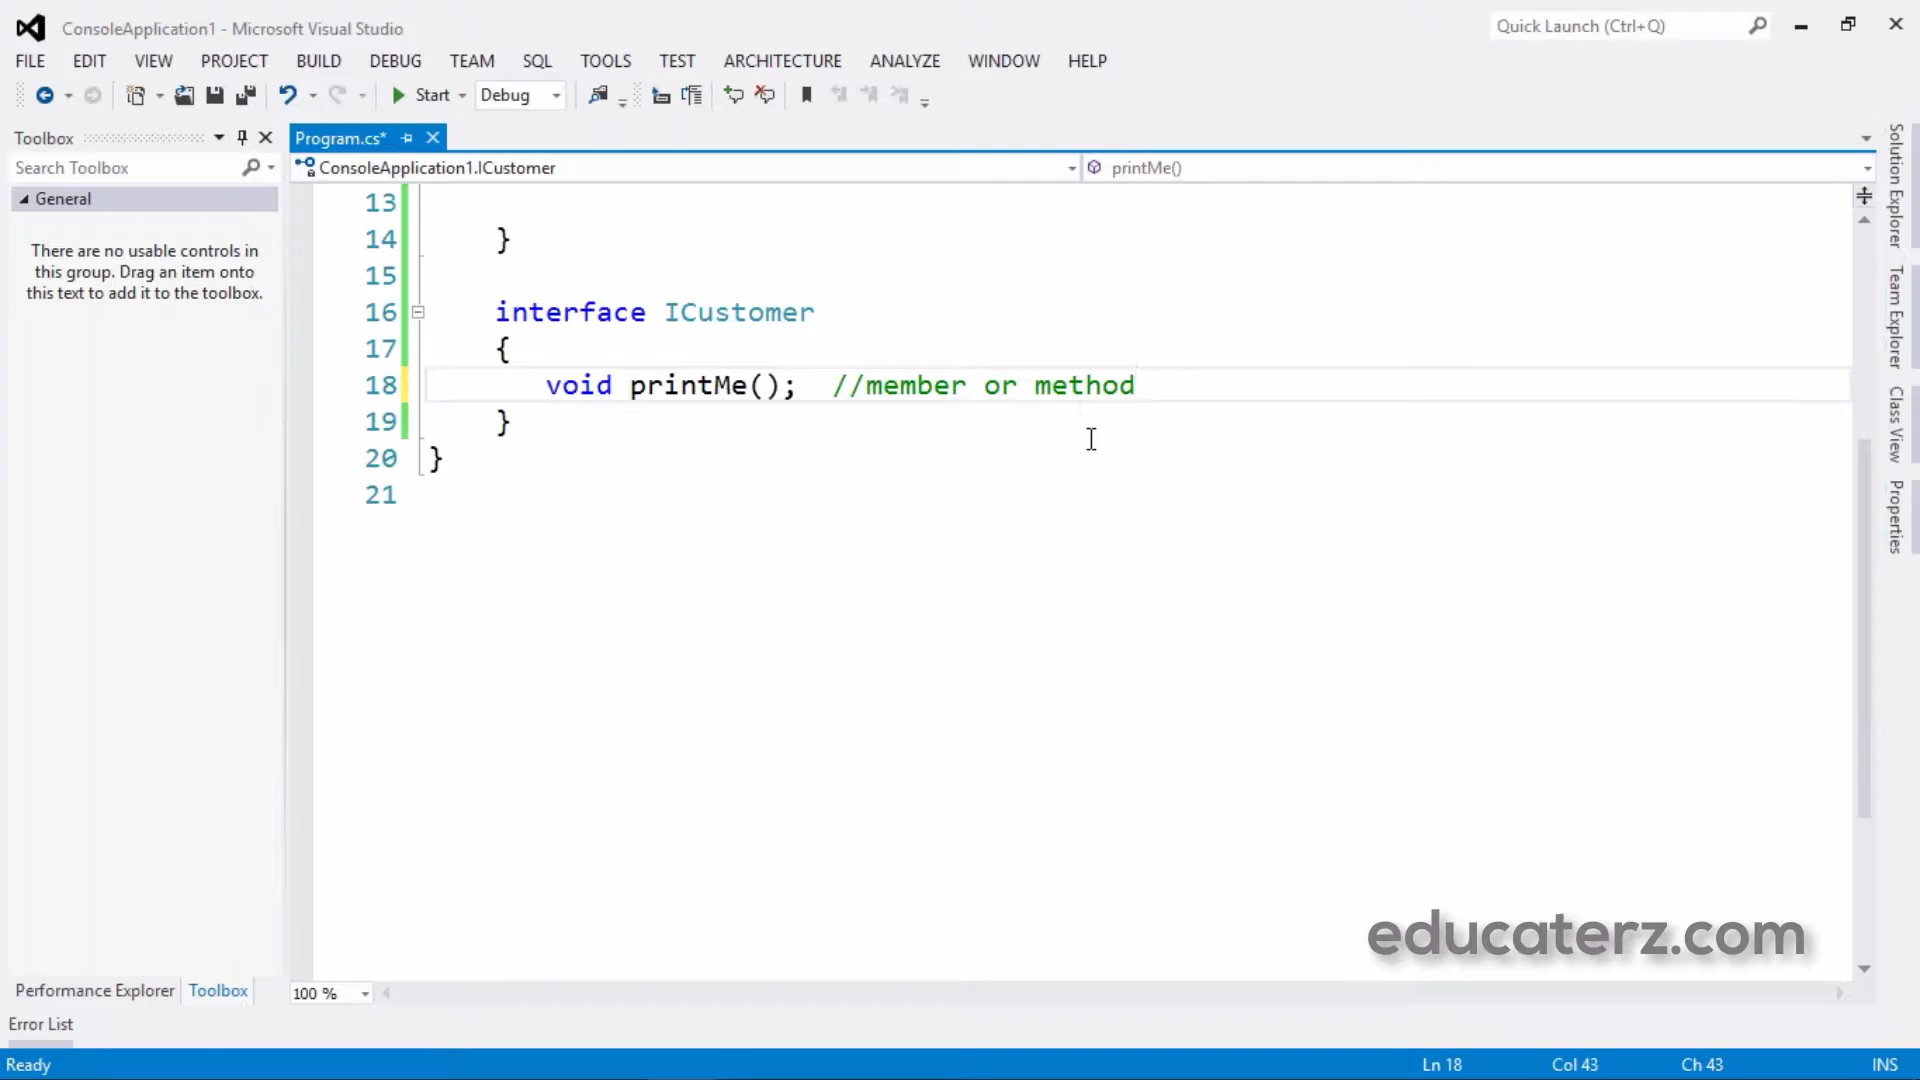 ConsoleApplication1 - Microsoft Visual Studio
Quick Launch (Ctrl+Q)
FILE EDIT VIEW PROJECT BUILD DEBUG TEAM SQL TOOLS TEST ARCHITECTURE ANALYZE WINDOW HELP
Start Debug
Toolbox
Program.cs*
Search Toolbox
ConsoleApplication1.ICustomer
printMe()
General
There are no usable controls in
this group. Drag an item onto
this text to add it to the toolbox.
13
14 }
15
16 interface ICustomer
17 {
18 void printMe(); //member or method
19 }
20 }
21
Solution Explorer
Team Explorer
Class View
Properties
educaterz.com
Performance Explorer Toolbox
100 %
Error List
Ready
Ln 18 Col 43 Ch 43 INS